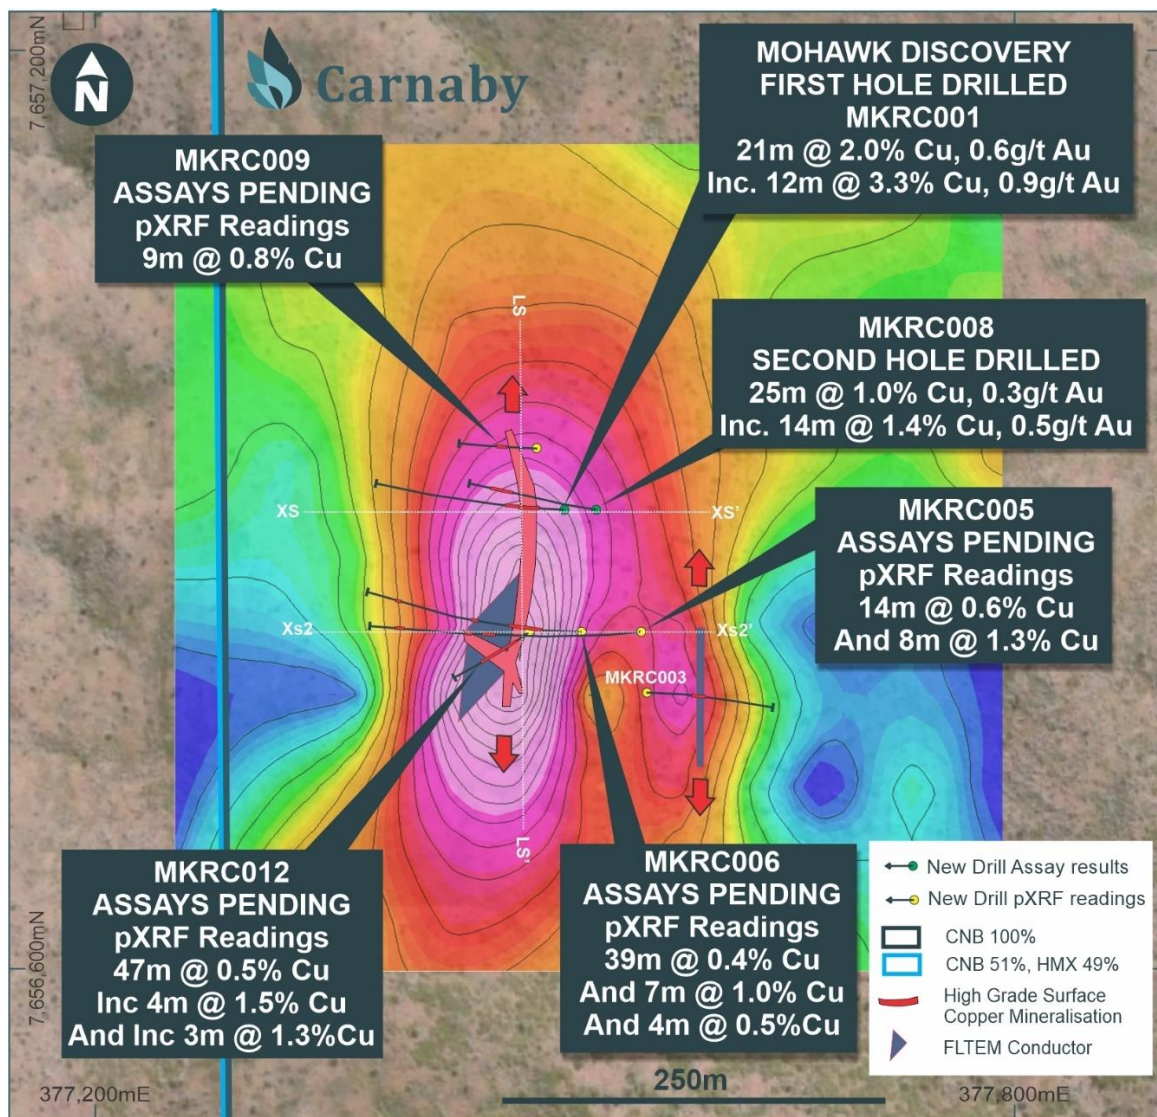 7,657,200mN
N
Carnaby
MOHAWK DISCOVERY
FIRST HOLE DRILLED
MKRC001
21m @ 2.0% Cu, 0.6g/t Au
Inc. 12m @ 3.3% Cu, 0.9g/t Au
MKRC009
ASSAYS PENDING
pXRF Readings
9m @ 0.8% Cu
LS
MKRC008
SECOND HOLE DRILLED
25m @ 1.0% Cu, 0.3g/t Au
Inc. 14m @ 1.4% Cu, 0.5g/t Au
XS
XS'
MKRC005
ASSAYS PENDING
pXRF Readings
14m @ 0.6% Cu
And 8m @ 1.3% Cu
Xs2
Xs2'
MKRC003
LS'
MKRC012
ASSAYS PENDING
pXRF Readings
47m @ 0.5% Cu
Inc 4m @ 1.5% Cu
And Inc 3m @ 1.3%Cu
MKRC006
ASSAYS PENDING
pXRF Readings
39m @ 0.4% Cu
And 7m @ 1.0% Cu
And 4m @ 0.5%Cu
New Drill Assay results
New Drill pXRF readings
CNB 100%
CNB 51%, HMX 49%
High Grade Surface
Copper Mineralisation
FLTEM Conductor
7,656,600mN
377,200mE
250m
377,800mE